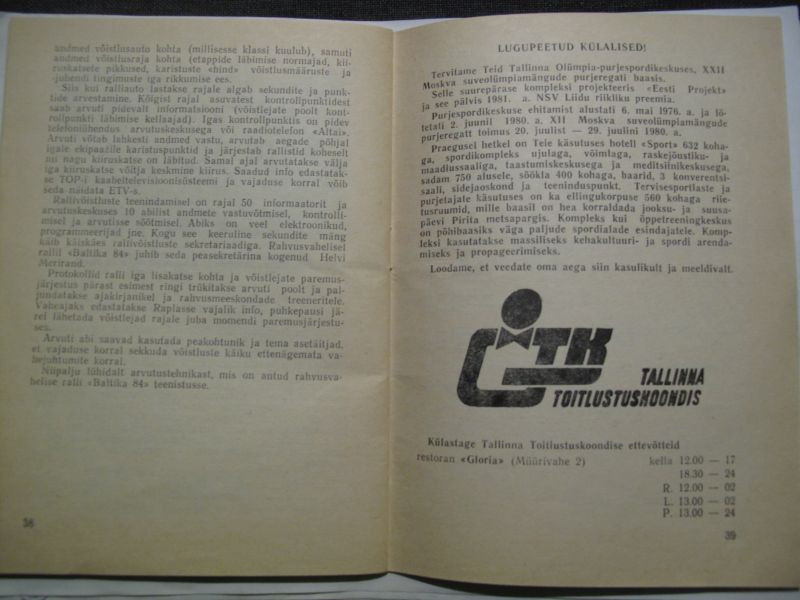 andmed võistlusauto kohta (millisesse klassi kuulub), samuti
andmed võistlusraja kohta (etappide läbimise normajad, kii-
ruskatsete pikkused, karistuste «hind» võistlusmääruste ja
-juhendi tingimuste iga rikkumise ees.
Siis kui ralliauto lastakse rajale algab sekundite ja punk-
tide arvestamine. Kõigist rajal asuvatest kontrollpunktidest
saab arvuti pidevalt informatsiooni (võistlejate poolt kont-
rollpunkti läbimise kellaajad). Igas kontrollpunktis on pidev
telefoniühendus arvutuskeskusega või raadiotelefon «Altai».
Arvuti võtab lahkesti andmed vastu, arvutab aegade põhjal
igale ekipaažile karistuspunktid ja järjestab rallistid koheselt
nii nagu kiiruskatse on läbitud. Samal ajal arvutatakse välja
iga kiiruskatse võitja keskmine kiirus. Saadud info edastatak-
se TOP-i kaabeltelevisioonisüsteemi ja vajaduse korral võib
seda näidata ETV-s.
Rallivõistluste teenindamisel on rajal 50 informaatorit ja
arvutuskeskuses 10 abilist andmete vastuvõtmisel, kontrolli-
misel ja arvutisse söötmisel. Abiks on veel elektroonikud,
programmeerijad jne. Kogu see keeruline sekundite mäng
käib käiskäes rallivõistluste sekretariaadiga. Rahvusvahelisel
rallil «Baltika 84» juhib seda peasekretärina kogenud Helvi
Merirand.
Protokollid ralli iga lisakatse kohta ja võistlejate paremus-
järjestus pärast esimest ringi trükitakse arvuti poolt ja pal-
jundatakse ajakirjanikel ja rahvusmeeskondade treeneritele.
Vaheajaks edastatakse Raplasse vajalik info, puhkepausi jä-
rel lähetada võistlejad rajale juba momendi paremusjärjestu-
ses.
Arvuti abi saavad kasutada peakohtunik ja tema asetäitjad,
et vajaduse korral sekkuda võistluste käiku ettenägemata va-
hejuhtumite korral.
Niipalju lühidalt arvutustehnikast, mis on antud rahvusva-
helisse ralli «Baltika 84» teenistusse.
38
LUGUPEETUD KÜLALISED!
Tervitame Teid Tallinna Olümpia-purjespordikeskuses, XXII
Moskva suveolümpiamängude purjeregati baasis.
Selle suurepärase kompleksi projekteeris «Eesti Projekt»
ja see pälvis 1981. a. NSV Liidu riikliku preemia.
Purjespordikeskuse ehitamist alustati 6. mai 1976. a. ja lõ-
petati 2. juunil 1980. a. XII Moskva suveolümpiamängude
purjeregatt toimus 20. juulist — 29. juulini 1980. a.
Praegusel hetkel on Teie käsutuses hotell «Sport» 632 koha-
ga, spordikompleks ujulaga, võimlaga, raskejõustiku- ja
maadlussaaliga, taastumiskeskusega ja meditsiinikeskusega,
sadam 750 alusele, söökla 400 kohaga, baarid, 3 konverentsi-
saali, sidejaoskond ja teeninduspunkt. Tervisesportlaste ja
purjetajate käsutuses on ka ellingukorpuse 560 kohaga riie-
tusruumid, mille baasil on hea korraldada jooksu- ja suusa-
päevi Pirita metsapargis. Kompleks kui õppetreeningkeskus
on põhibaasiks väga paljude spordialade esindajatele. Komp-
leksi kasutatakse massiliseks kehakultuuri- ja spordi arenda-
miseks ja propageerimiseks.
Loodame, et veedate oma aega siin kasulikult ja meeldivalt.
TK
TALLINNA
TOITLUSTUSKOONDIS
Külastage Tallinna Toitlustuskoondise ettevõtteid
restoran «Gloria» (Müürivahe 2) kella 12.00 — 17
18.30 — 24
R. 12.00 — 02
L. 13.00 — 02
P. 13.00 — 24
39